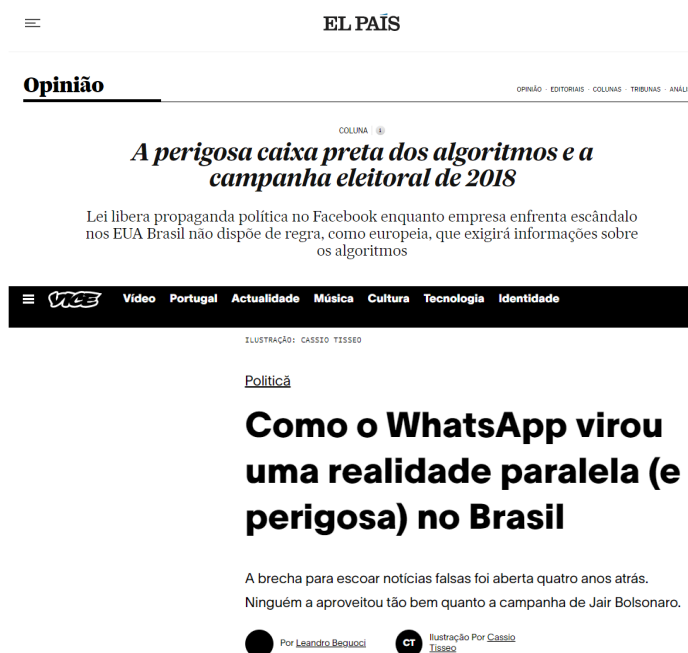 EL PAÍS
Opinião
OPINIÃO · EDITORIAIS · COLUNAS · TRIBUNAS · ANÁLI
COLUNA i
A perigosa caixa preta dos algoritmos e a
campanha eleitoral de 2018
Lei libera propaganda política no Facebook enquanto empresa enfrenta escândalo
nos EUA Brasil não dispõe de regra, como europeia, que exigirá informações sobre
os algoritmos
VICE Vídeo Portugal Actualidade Música Cultura Tecnologia Identidade
ILUSTRAÇÃO: CASSIO TISSEO
Politică
Como o WhatsApp virou
uma realidade paralela (e
perigosa) no Brasil
A brecha para escoar notícias falsas foi aberta quatro anos atrás.
Ninguém a aproveitou tão bem quanto a campanha de Jair Bolsonaro.
Por Leandro Beguoci CT Ilustração Por Cassio
Tisseo